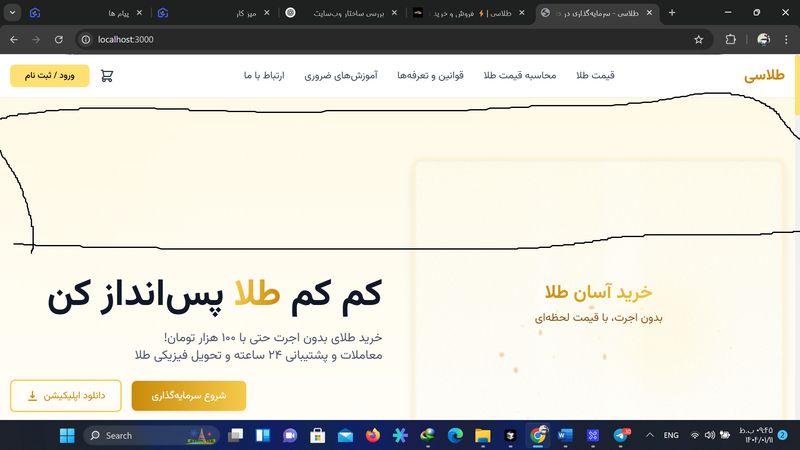 پیام ها
میز کار
بررسی ساختار وب‌سایت
طلاسی | ⚡ فروش و خرید
طلاسی - سرمایه‌گذاری در
localhost:3000
طلاسی
قیمت طلا
محاسبه قیمت طلا
قوانین و تعرفه‌ها
آموزش‌های ضروری
ارتباط با ما
ورود / ثبت نام
کم کم طلا پس‌انداز کن
خرید طلای بدون اجرت حتی با ۱۰۰ هزار تومان!
معاملات و پشتیبانی ۲۴ ساعته و تحویل فیزیکی طلا
شروع سرمایه‌گذاری
دانلود اپلیکیشن
خرید آسان طلا
بدون اجرت، با قیمت لحظه‌ای
Search
ENG
۰۹:۴۵ ب.ظ
۱۴۰۴/۰۱/۱۱